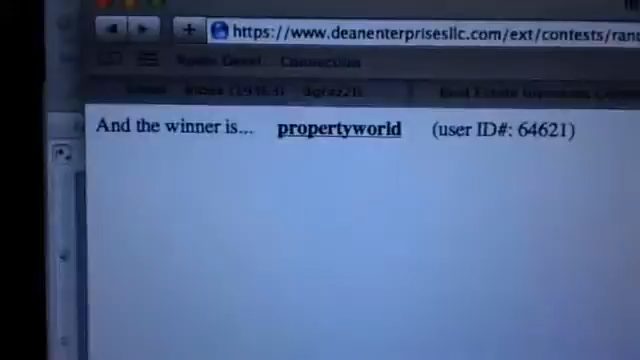 https://www.deanenterprisesllc.com/ext/contests/ran
And the winner is... propertyworld (user ID#: 64621)